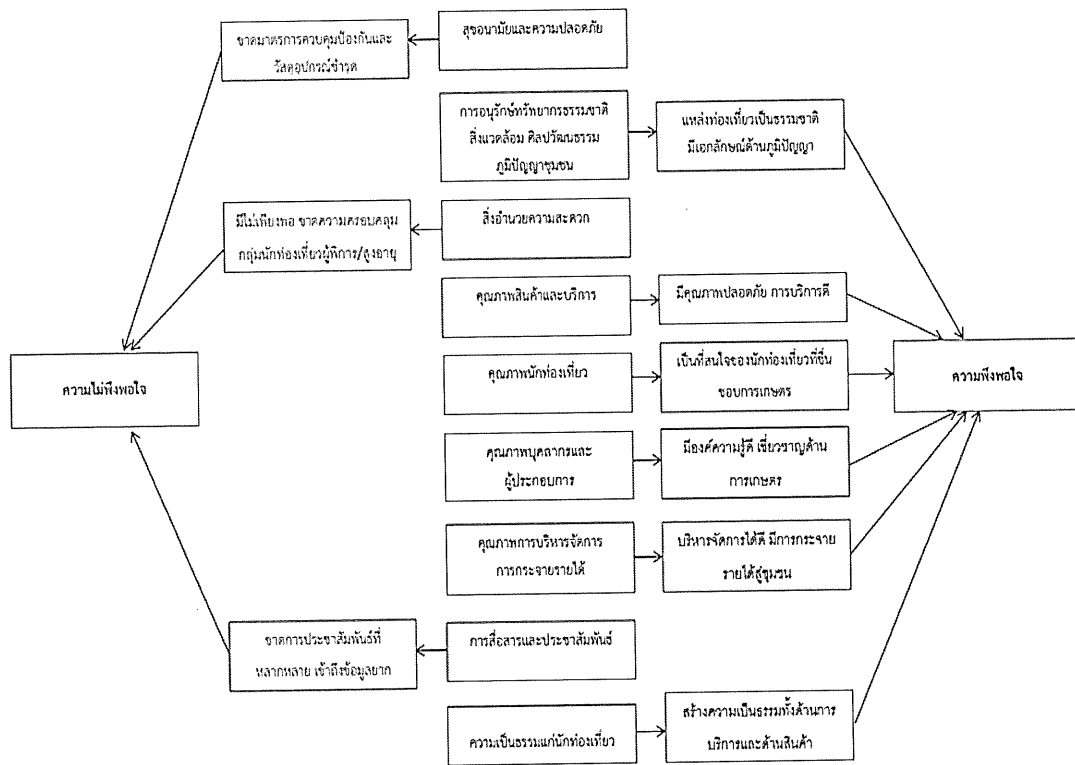 ขาดมาตรการควบคุมป้องกันและ
วัสดุอุปกรณ์ชำรุด
สุขอนามัยและความปลอดภัย
การอนุรักษ์ทรัพยากรธรรมชาติ
สิ่งแวดล้อม ศิลปวัฒนธรรม
ภูมิปัญญาชุมชน
แหล่งท่องเที่ยวเป็นธรรมชาติ
มีเอกลักษณ์ด้านภูมิปัญญา
มีไม่เพียงพอ ขาดความครอบคลุม
กลุ่มนักท่องเที่ยวผู้พิการ/สูงอายุ
สิ่งอำนวยความสะดวก
คุณภาพสินค้าและบริการ
มีคุณภาพปลอดภัย การบริการดี
ความไม่พึงพอใจ
คุณภาพนักท่องเที่ยว
เป็นที่สนใจของนักท่องเที่ยวที่ชื่น
ชอบการเกษตร
ความพึงพอใจ
คุณภาพบุคลากรและ
ผู้ประกอบการ
มีองค์ความรู้ดี เชี่ยวชาญด้าน
การเกษตร
คุณภาพการบริหารจัดการ
การกระจายรายได้
บริหารจัดการได้ดี มีการกระจาย
รายได้สู่ชุมชน
ขาดการประชาสัมพันธ์ที่
หลากหลาย เข้าถึงข้อมูลยาก
การสื่อสารและประชาสัมพันธ์
ความเป็นธรรมแก่นักท่องเที่ยว
สร้างความเป็นธรรมทั้งด้านการ
บริการและด้านสินค้า